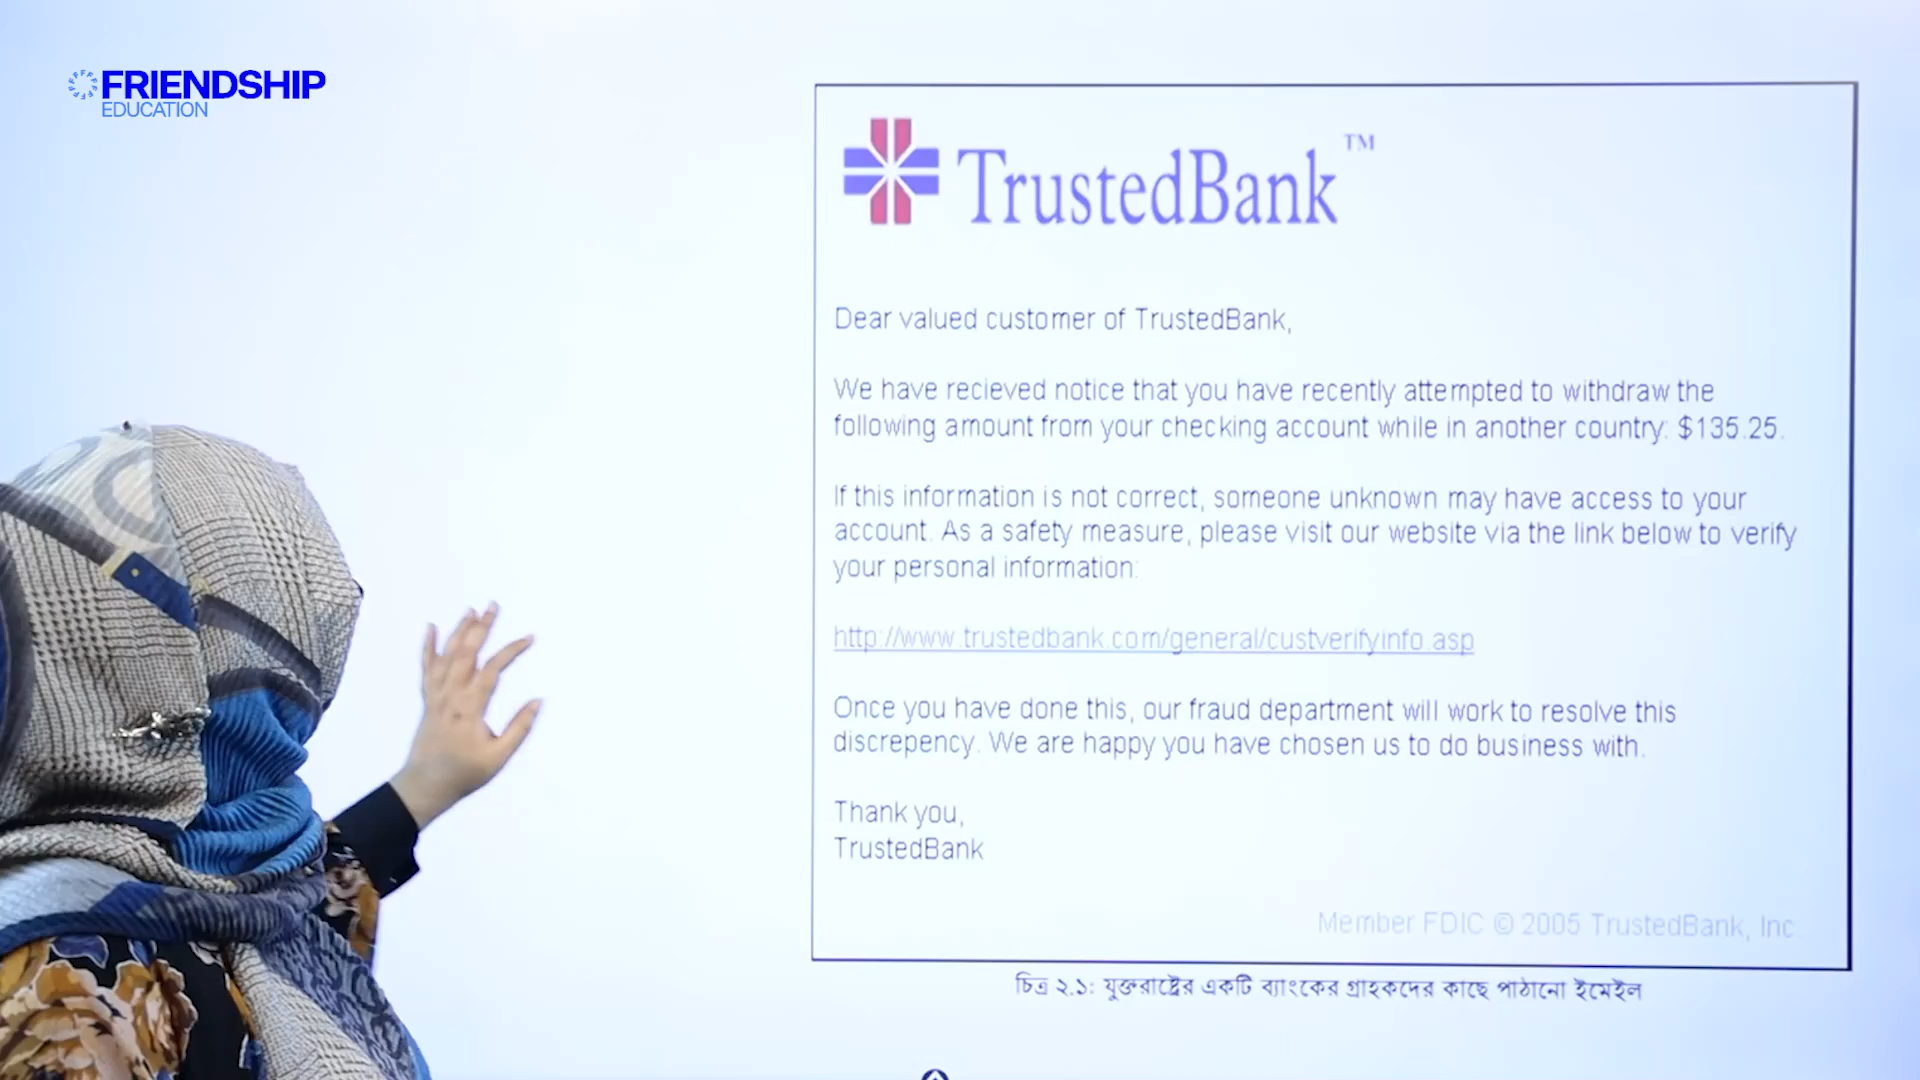 FRIENDSHIP
EDUCATION
TrustedBank™
Dear valued customer of TrustedBank,
We have recieved notice that you have recently attempted to withdraw the
following amount from your checking account while in another country: $135.25.
If this information is not correct, someone unknown may have access to your
account. As a safety measure, please visit our website via the link below to verify
your personal information:
http://www.trustedbank.com/general/custverifyinfo.asp
Once you have done this, our fraud department will work to resolve this
discrepency. We are happy you have chosen us to do business with.
Thank you,
TrustedBank
Member FDIC © 2005 TrustedBank, Inc.
চিত্র ২.১: যুক্তরাষ্ট্রের একটি ব্যাংকের গ্রাহকদের কাছে পাঠানো ইমেইল